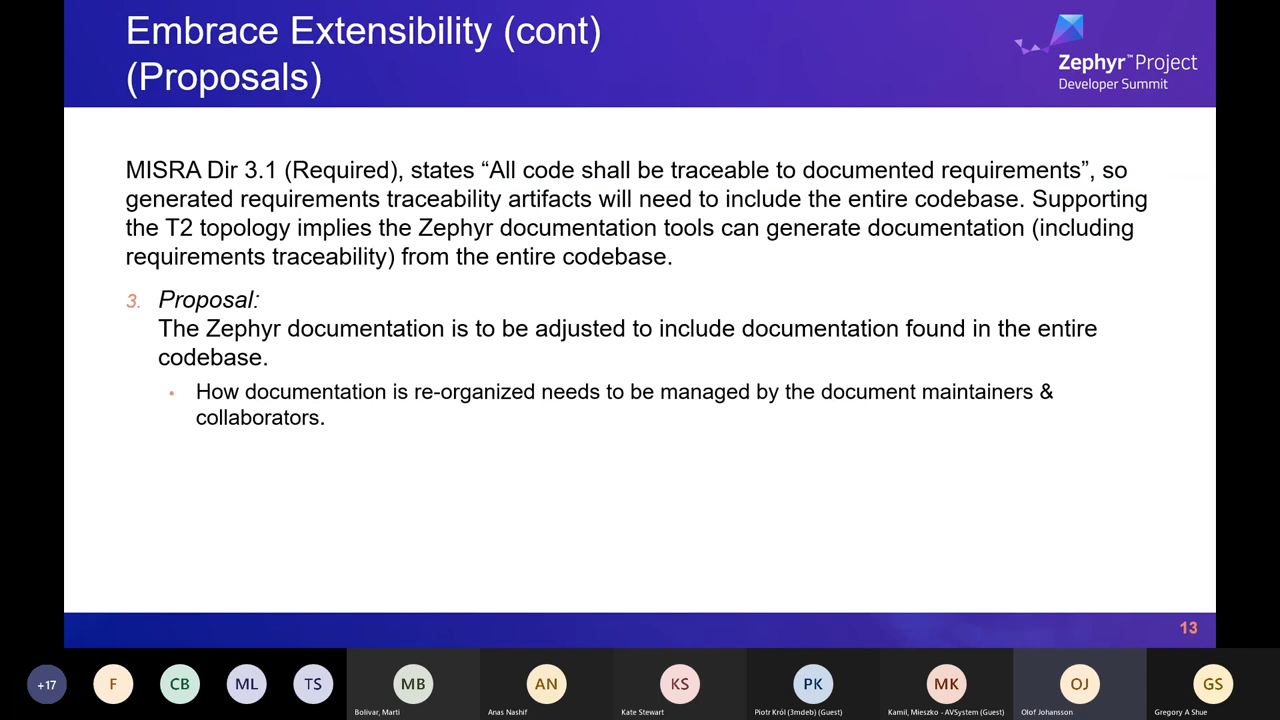 Embrace Extensibility (cont)
(Proposals)
Zephyr™Project
Developer Summit
MISRA Dir 3.1 (Required), states “All code shall be traceable to documented requirements”, so
generated requirements traceability artifacts will need to include the entire codebase. Supporting
the T2 topology implies the Zephyr documentation tools can generate documentation (including
requirements traceability) from the entire codebase.
3. Proposal:
The Zephyr documentation is to be adjusted to include documentation found in the entire
codebase.
• How documentation is re-organized needs to be managed by the document maintainers &
collaborators.
13
+17 F CB ML TS MB AN KS PK MK OJ GS
Bolivar, Marti Anas Nashif Kate Stewart Piotr Król (3mdeb) (Guest) Kamil, Mieszko - AVSystem (Guest) Olof Johansson Gregory A Shue